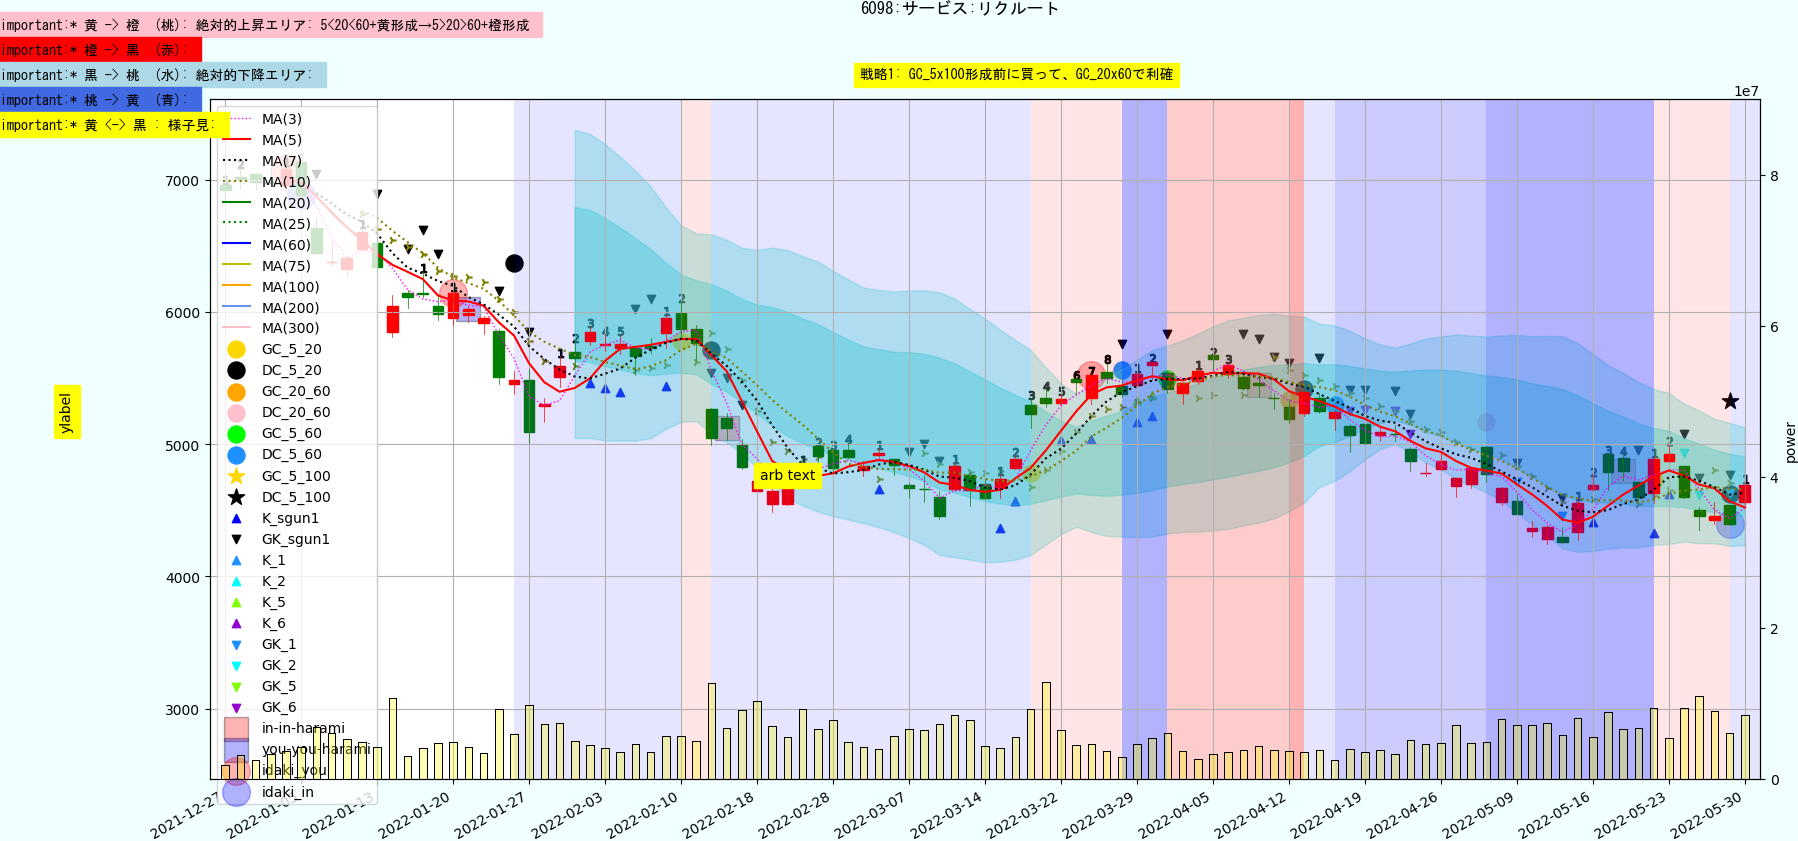 6098:サービス:リクルート
important:* 黄 -> 橙 (桃): 絶対的上昇エリア: 5<20<60+黄形成→5>20>60+橙形成
important:* 橙 -> 黒 (赤):
important:* 黒 -> 桃 (水): 絶対的下降エリア:
戦略1: GC_5x100形成前に買って、GC_20x60で利確
important:* 桃 -> 黄 (青):
important:* 黄 <-> 黒 : 様子見:
1e7
MA(3)
MA(5)
MA(7)
MA(10)
MA(20)
MA(25)
MA(60)
MA(75)
MA(100)
MA(200)
MA(300)
GC_5_20
DC_5_20
GC_20_60
DC_20_60
GC_5_60
DC_5_60
GC_5_100
DC_5_100
K_sgun1
GK_sgun1
K_1
K_2
K_5
K_6
GK_1
GK_2
GK_5
GK_6
in-in-harami
you-you-harami
idaki_you
idaki_in
7000
6000
5000
4000
3000
ylabel
arb text
8
6
4
2
0
power
2021-12-27
2022-01-13
2022-01-20
2022-01-27
2022-02-03
2022-02-10
2022-02-18
2022-02-28
2022-03-07
2022-03-14
2022-03-22
2022-03-29
2022-04-05
2022-04-12
2022-04-19
2022-04-26
2022-05-09
2022-05-16
2022-05-23
2022-05-30